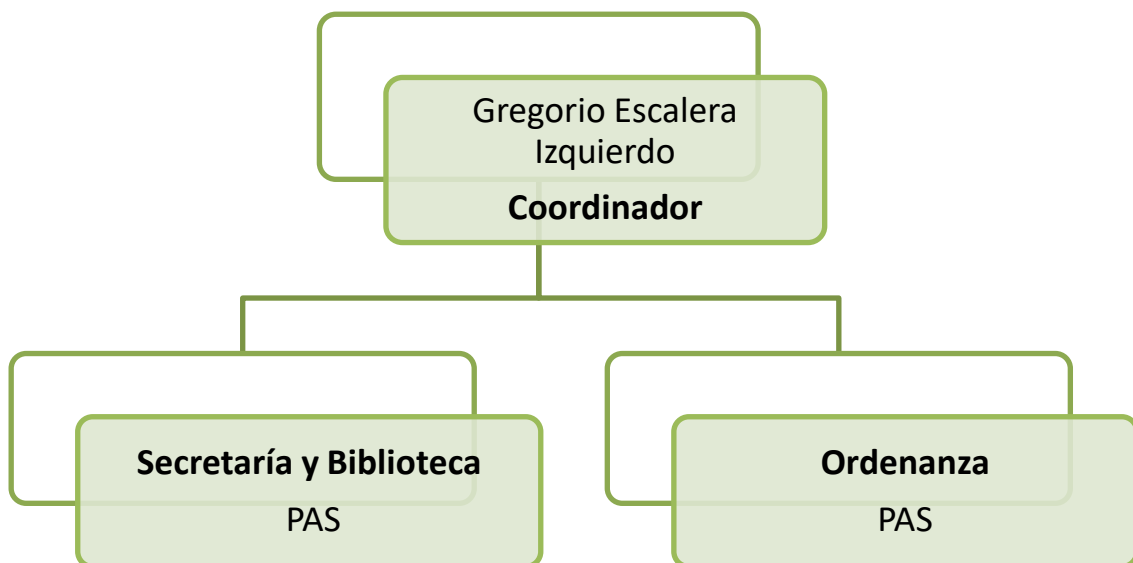 Gregorio Escalera
Izquierdo
Coordinador
Secretaría y Biblioteca
PAS
Ordenanza
PAS